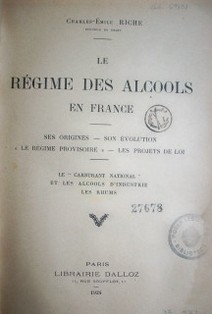 CHARLES-ÉMILE RICHE
LE
RÉGIME DES ALCOOLS
EN FRANCE
SES ORIGINES — SON ÉVOLUTION
« LE RÉGIME PROVISOIRE » — LES PROJETS DE LOI
LE "CARBURANT NATIONAL"
ET LES ALCOOLS D'INDUSTRIE
LES RHUMS
27678
PARIS
LIBRAIRIE DALLOZ